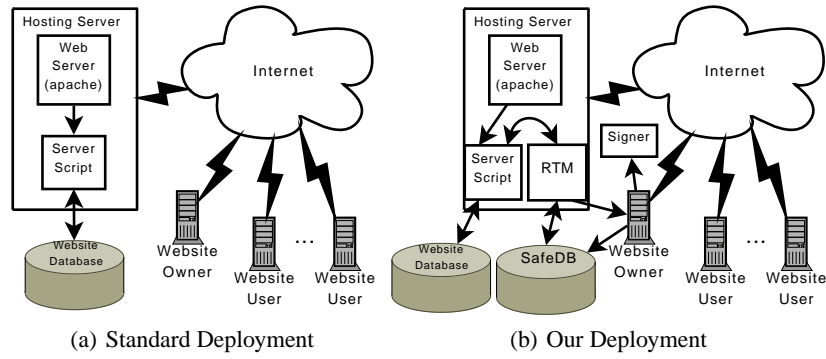 Hosting Server
Web
Server
(apache)
Server
Script
Website
Database
Internet
Website
Owner
...
Website
User
Website
User
(a) Standard Deployment
Hosting Server
Web
Server
(apache)
Server
Script
RTM
Signer
Internet
Website
Database
SafeDB
Website
Owner
...
Website
User
Website
User
(b) Our Deployment